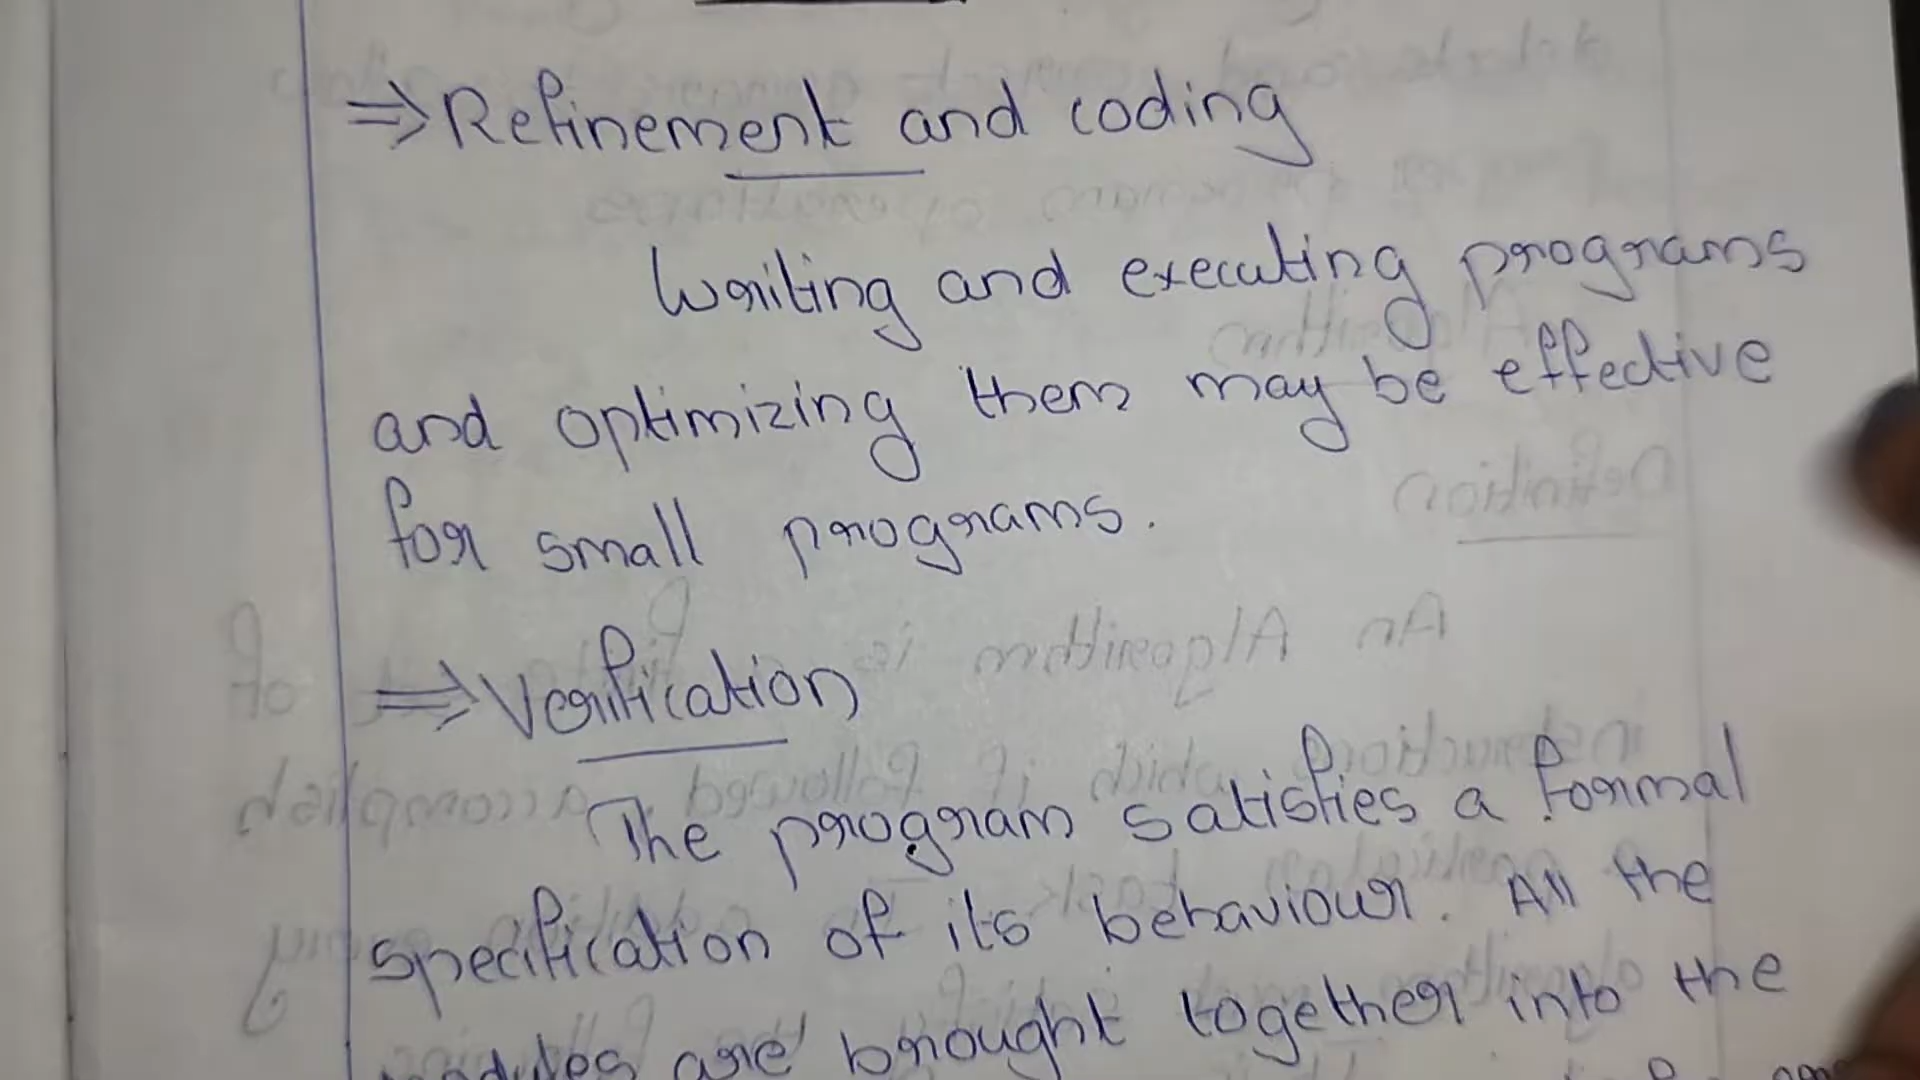 ⇒ Refinement and coding
Writing and executing programs
and optimizing them may be effective
for small programs.
⇒ Verification
The program satisfies a formal
specification of its behaviour. All the
modules are brought together into the